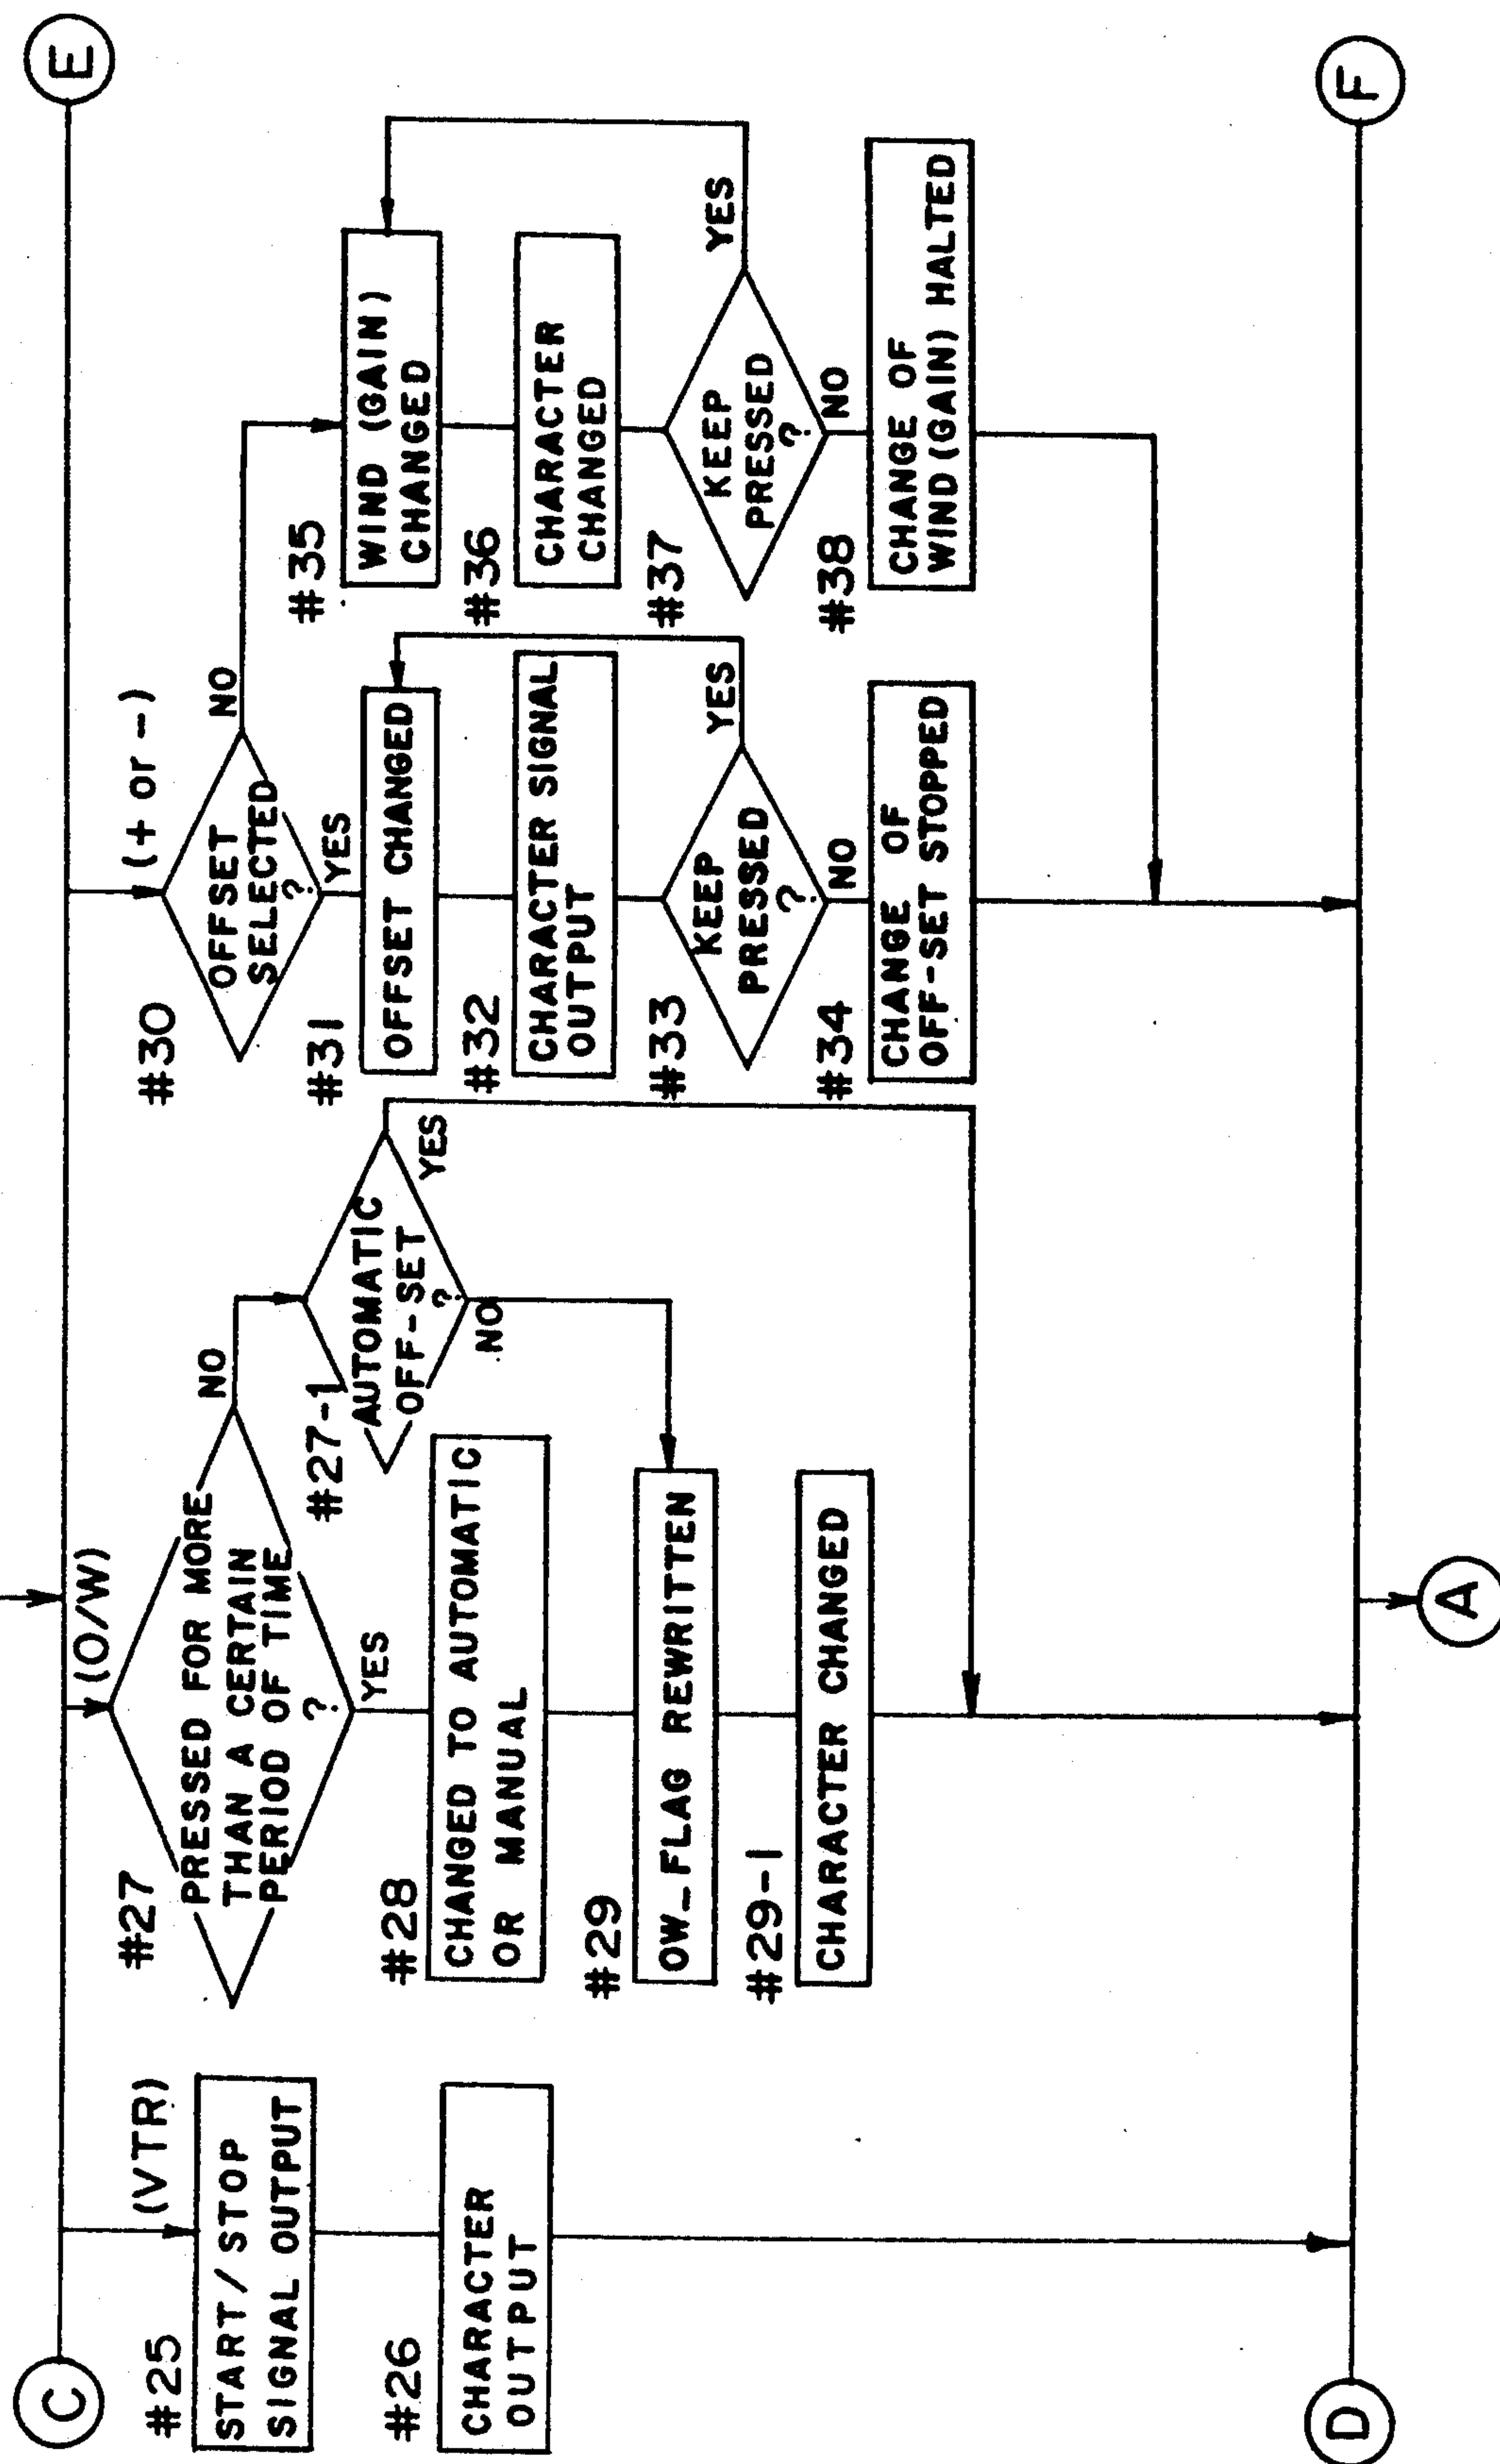 C
E
(VTR)
#25
START/STOP
SIGNAL OUTPUT
#26
CHARACTER
OUTPUT
(O/W)
#27
PRESSED FOR MORE
THAN A CERTAIN
PERIOD OF TIME
?
NO
YES
#27-1
AUTOMATIC
OFF-SET
?
YES
NO
#28
CHANGED TO AUTOMATIC
OR MANUAL
#29
OW_FLAG REWRITTEN
#29-1
CHARACTER CHANGED
(+ or -)
#30
OFFSET
SELECTED
?
NO
YES
#31
OFFSET CHANGED
#32
CHARACTER SIGNAL
OUTPUT
#33
KEEP
PRESSED
?
YES
NO
#34
CHANGE OF
OFF-SET STOPPED
#35
WIND (GAIN)
CHANGED
#36
CHARACTER
CHANGED
#37
KEEP
PRESSED
?
YES
NO
#38
CHANGE OF
WIND(GAIN) HALTED
D
A
F